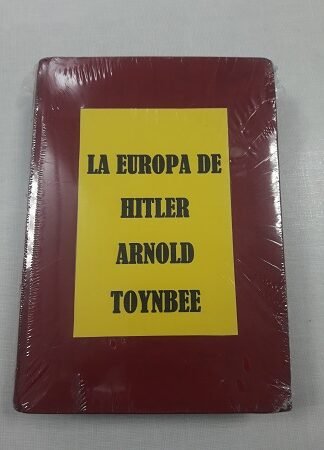 LA EUROPA DE
HITLER
ARNOLD
TOYNBEE